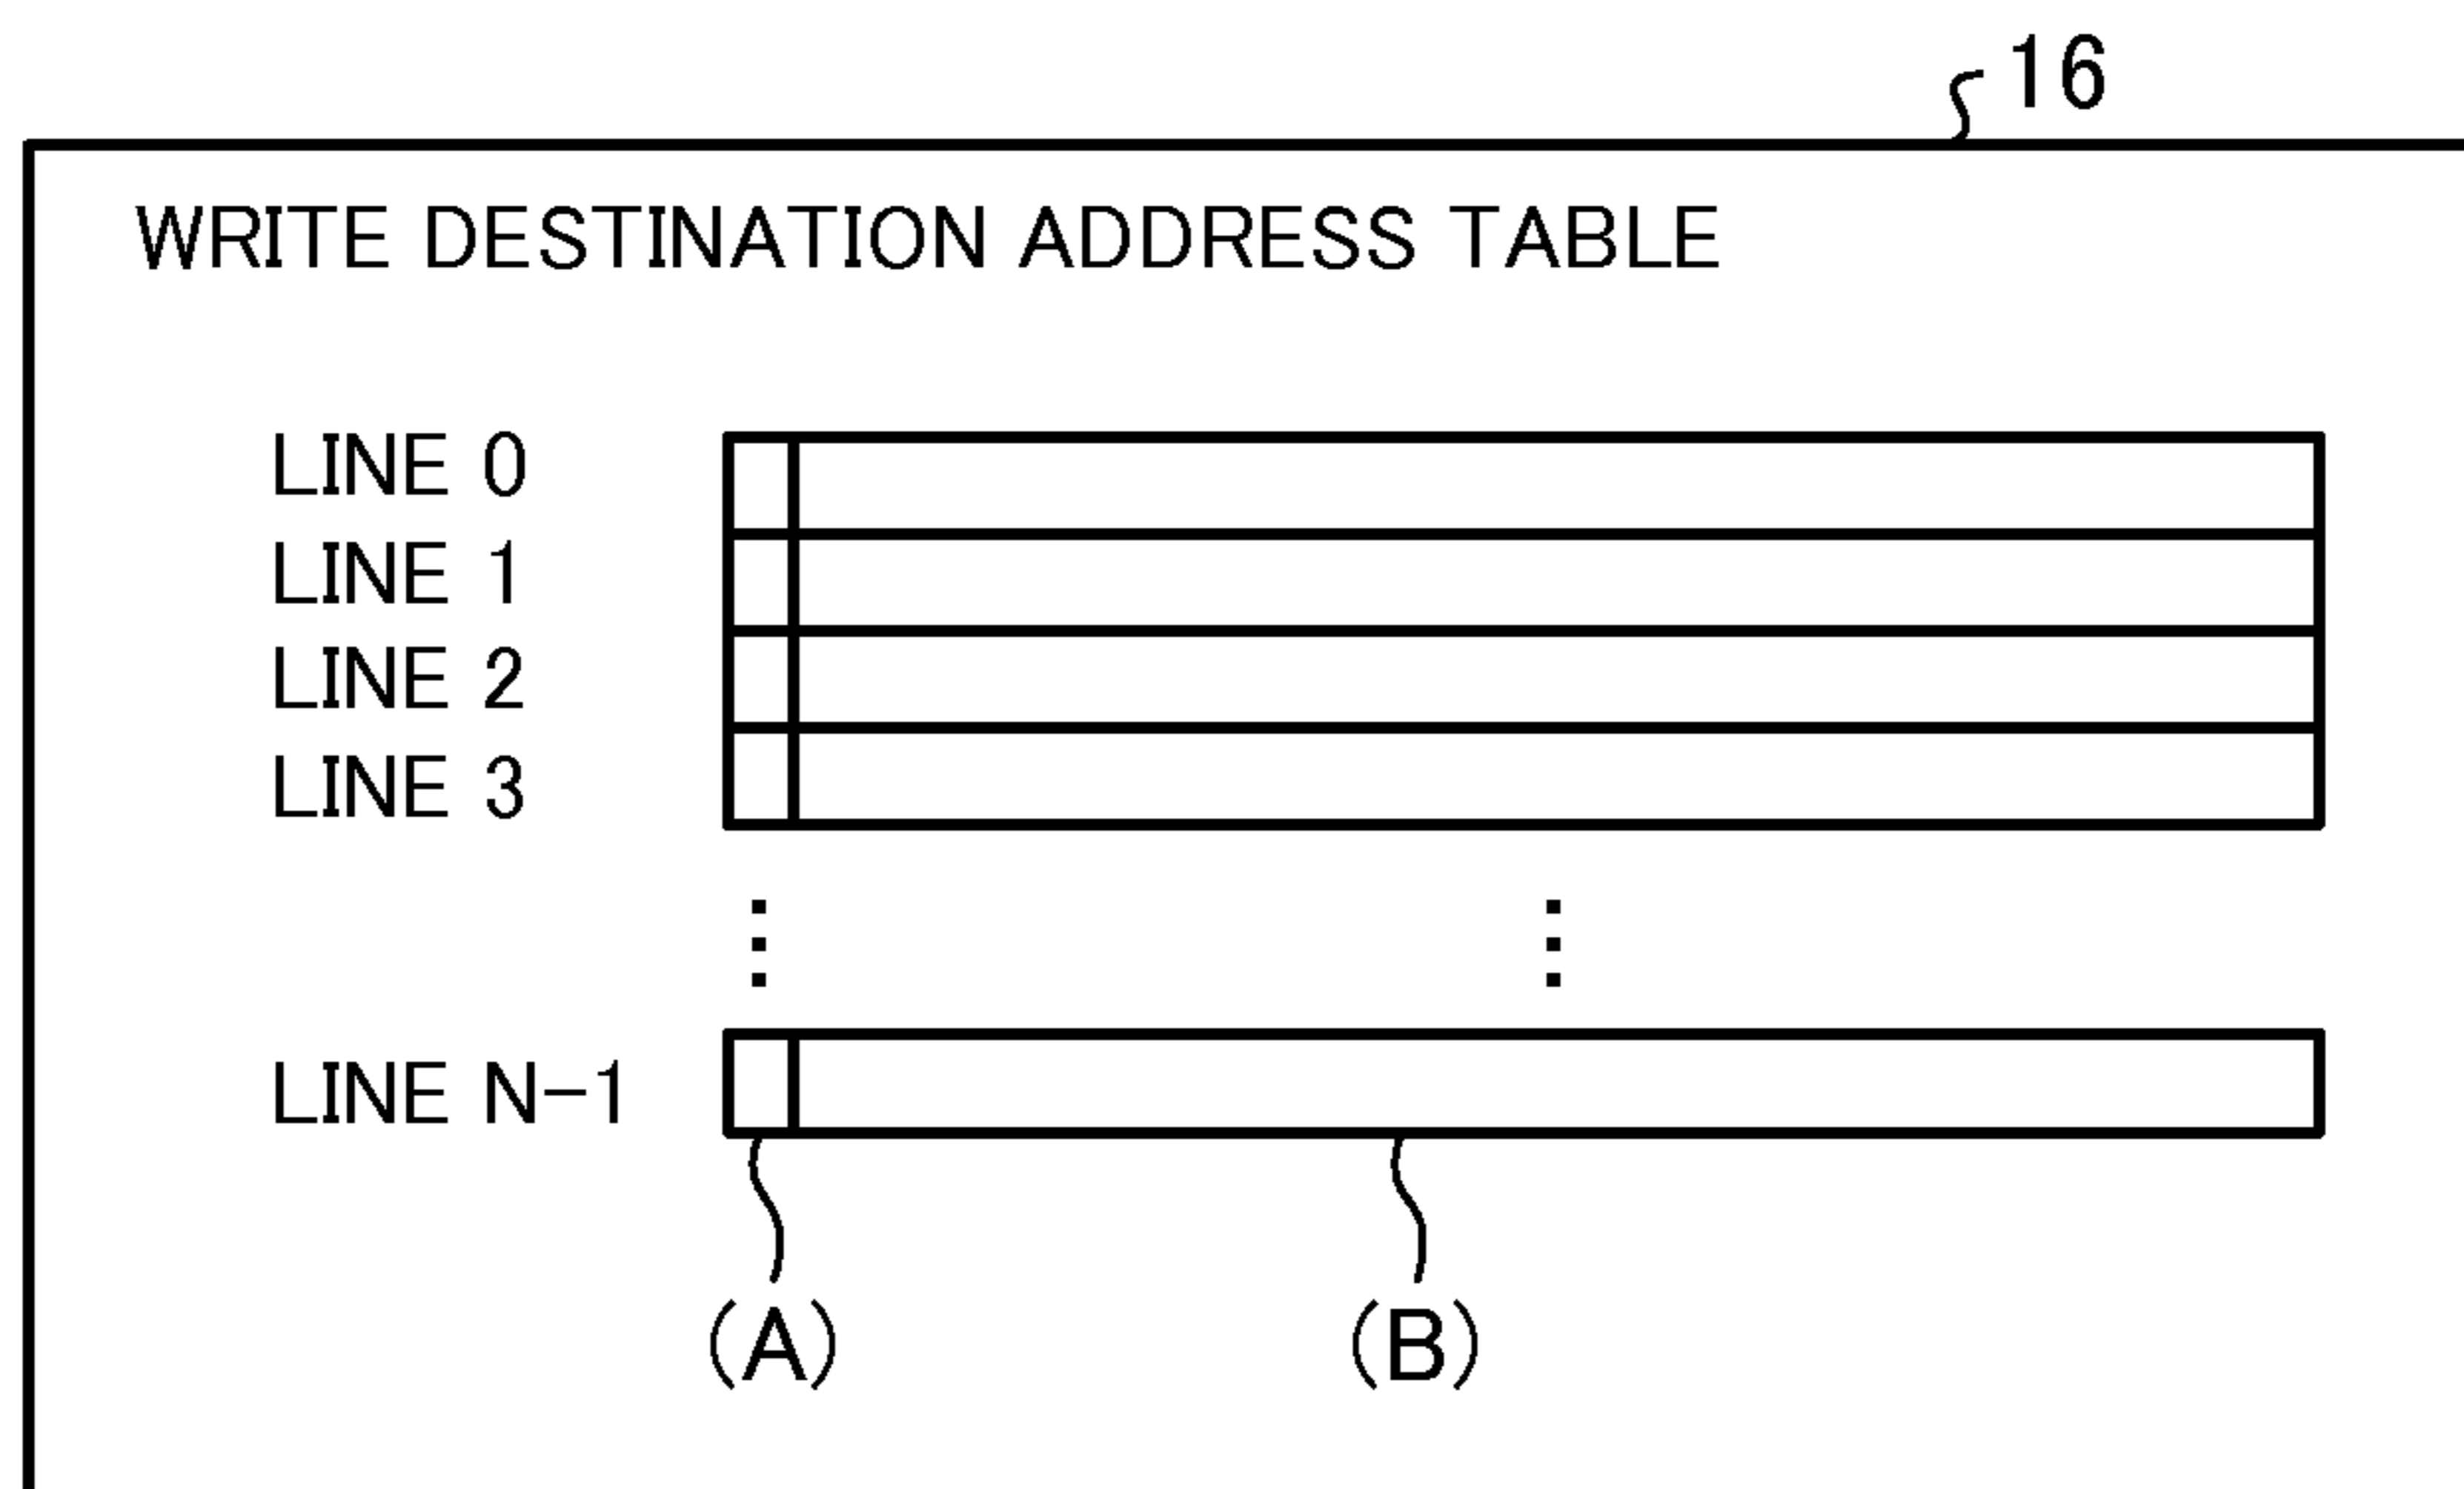 16
WRITE DESTINATION ADDRESS TABLE
LINE 0
LINE 1
LINE 2
LINE 3
LINE N-1
(A) (B)